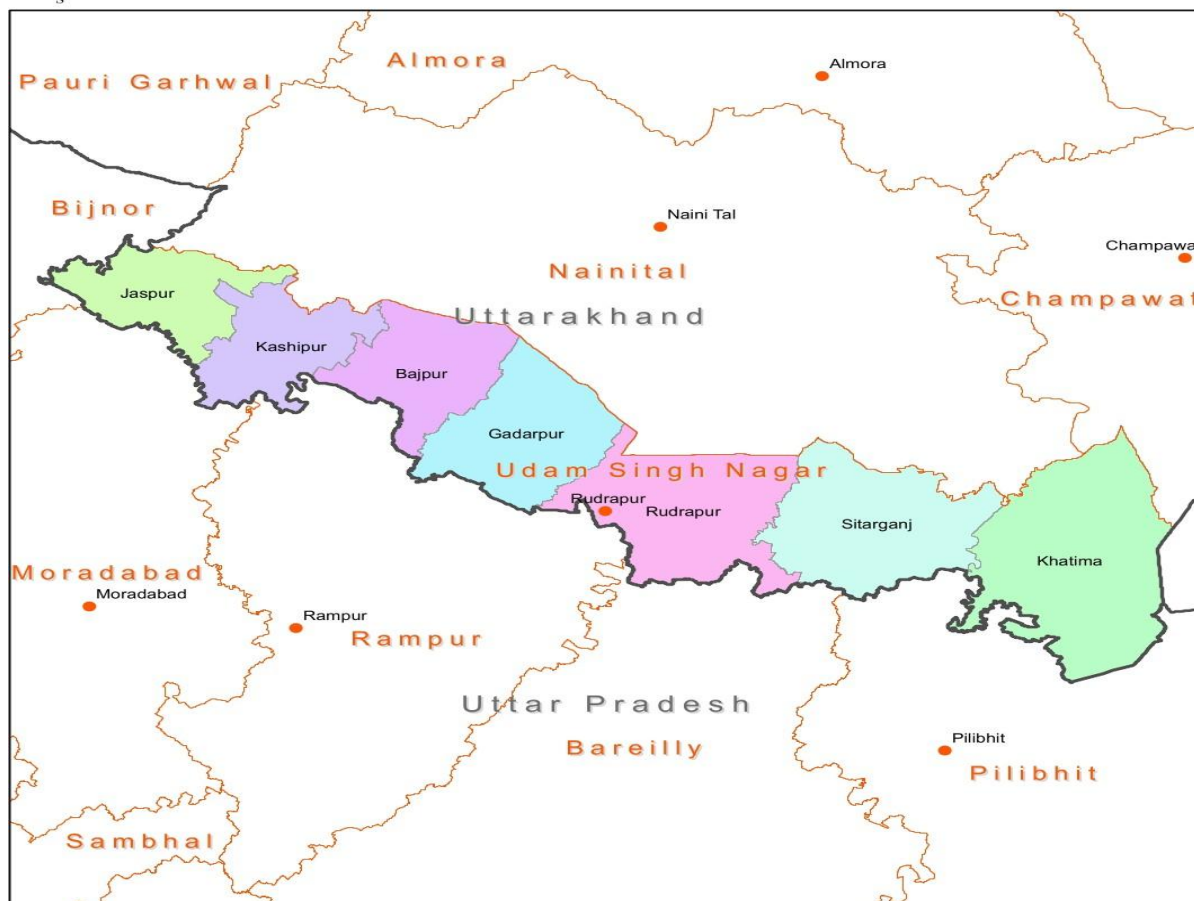 Almora
Almora
Pauri Garhwal
Bijnor
Naini Tal
Champawa
Nainital
Jaspur
Champawat
Uttarakhand
Kashipur
Bajpur
Gadarpur
Udam Singh Nagar
Rudrapur
Rudrapur
Sitarganj
Khatima
Moradabad
Moradabad
Rampur
Rampur
Uttar Pradesh
Pilibhit
Bareilly
Pilibhit
Sambhal